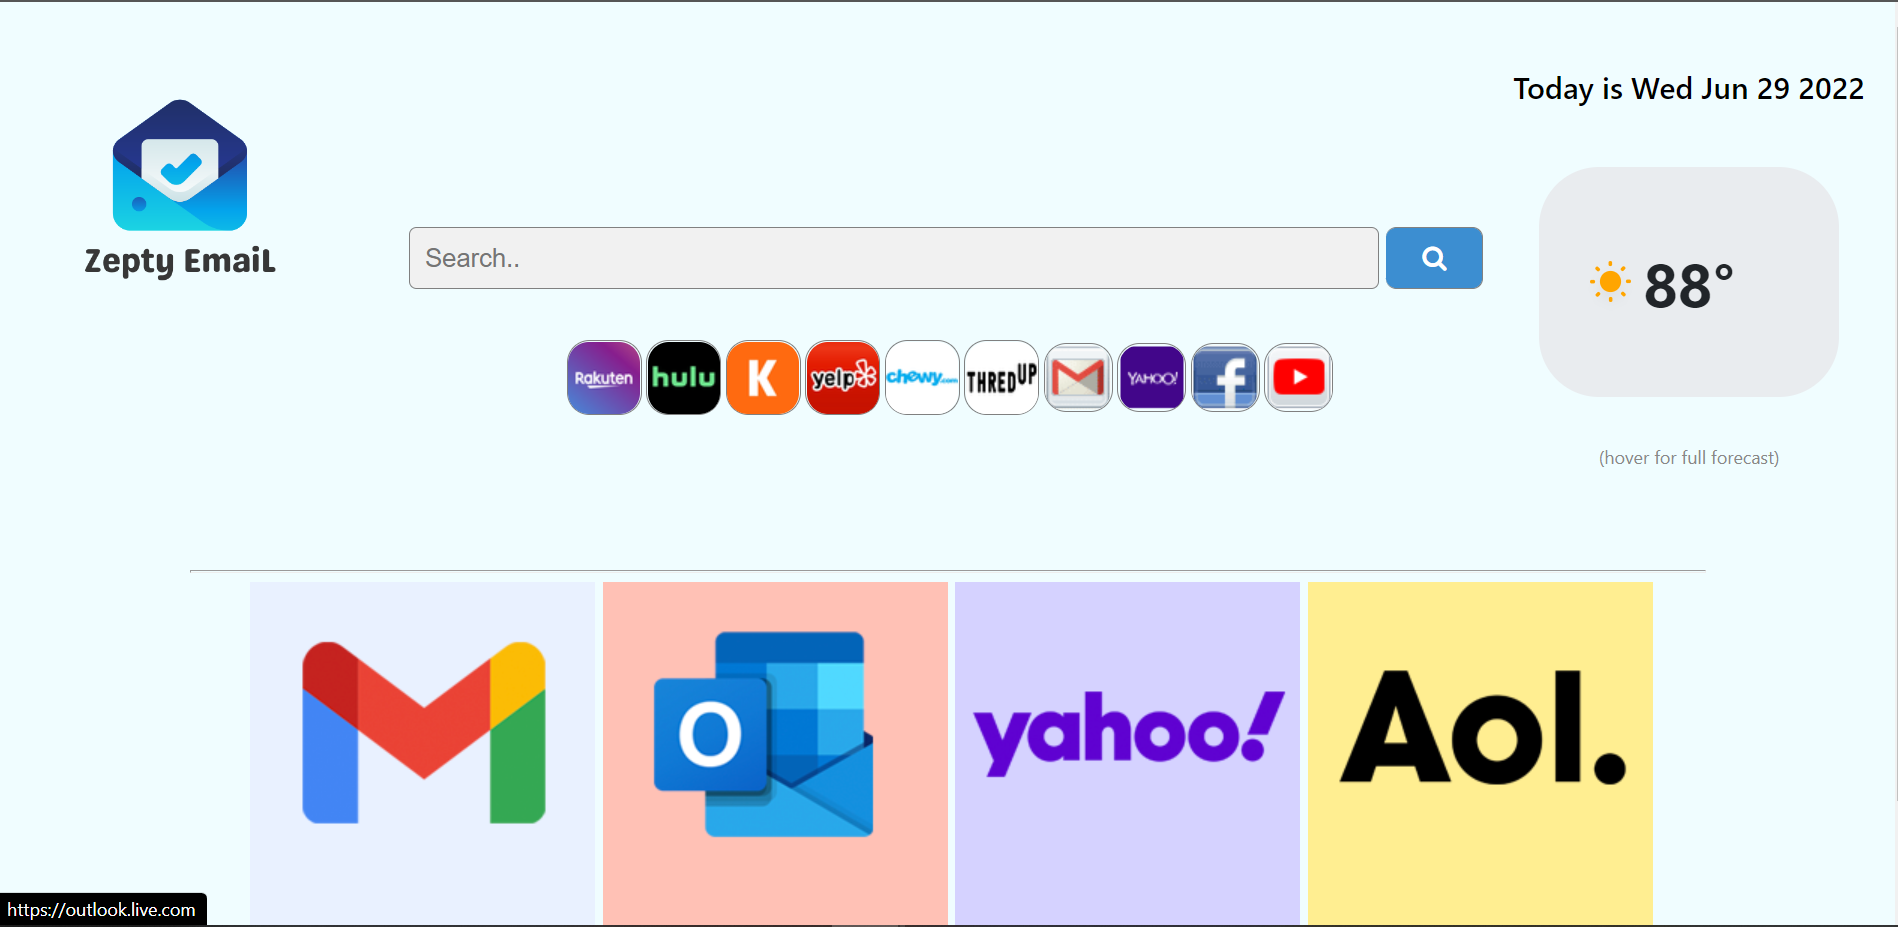 Today is Wed Jun 29 2022
Zepty EmaiL
Search..
88°
Rakuten
hulu
K
yelp
chewy.com
THREDUP
M
YAHOO!
f
(hover for full forecast)
M
O
yahoo!
Aol.
https://outlook.live.com